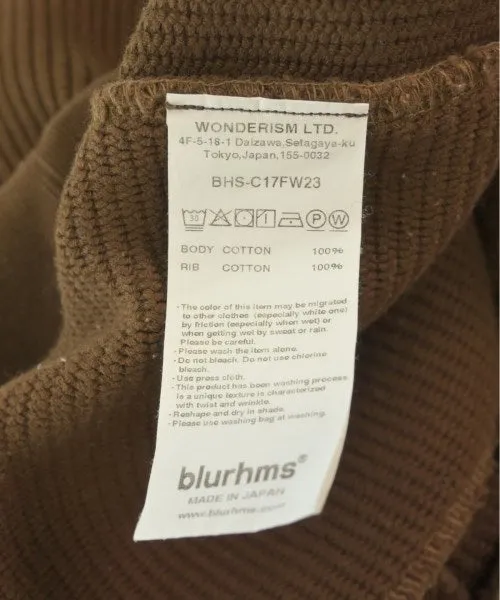 WONDERISM LTD.
4F-5-18-1 Daizawa,Setagaya-ku
Tokyo,Japan,155-0032
BHS-C17FW23
30 P W
BODY COTTON 100%
RIB COTTON 100%
・The color of this item may be migrated
to other clothes (especially white one)
by friction (especially when wet) or
when getting wet by sweat or rain.
Please be careful.
・Please wash the item alone.
・Do not bleach. Do not use chlorine
bleach.
・Use press cloth.
・This product has been washing process
is a unique texture is characterized
with twist and wrinkle.
・Reshape and dry in shade.
・Please use washing bag at washing.
blurhms®
MADE IN JAPAN
www.blurhms.com